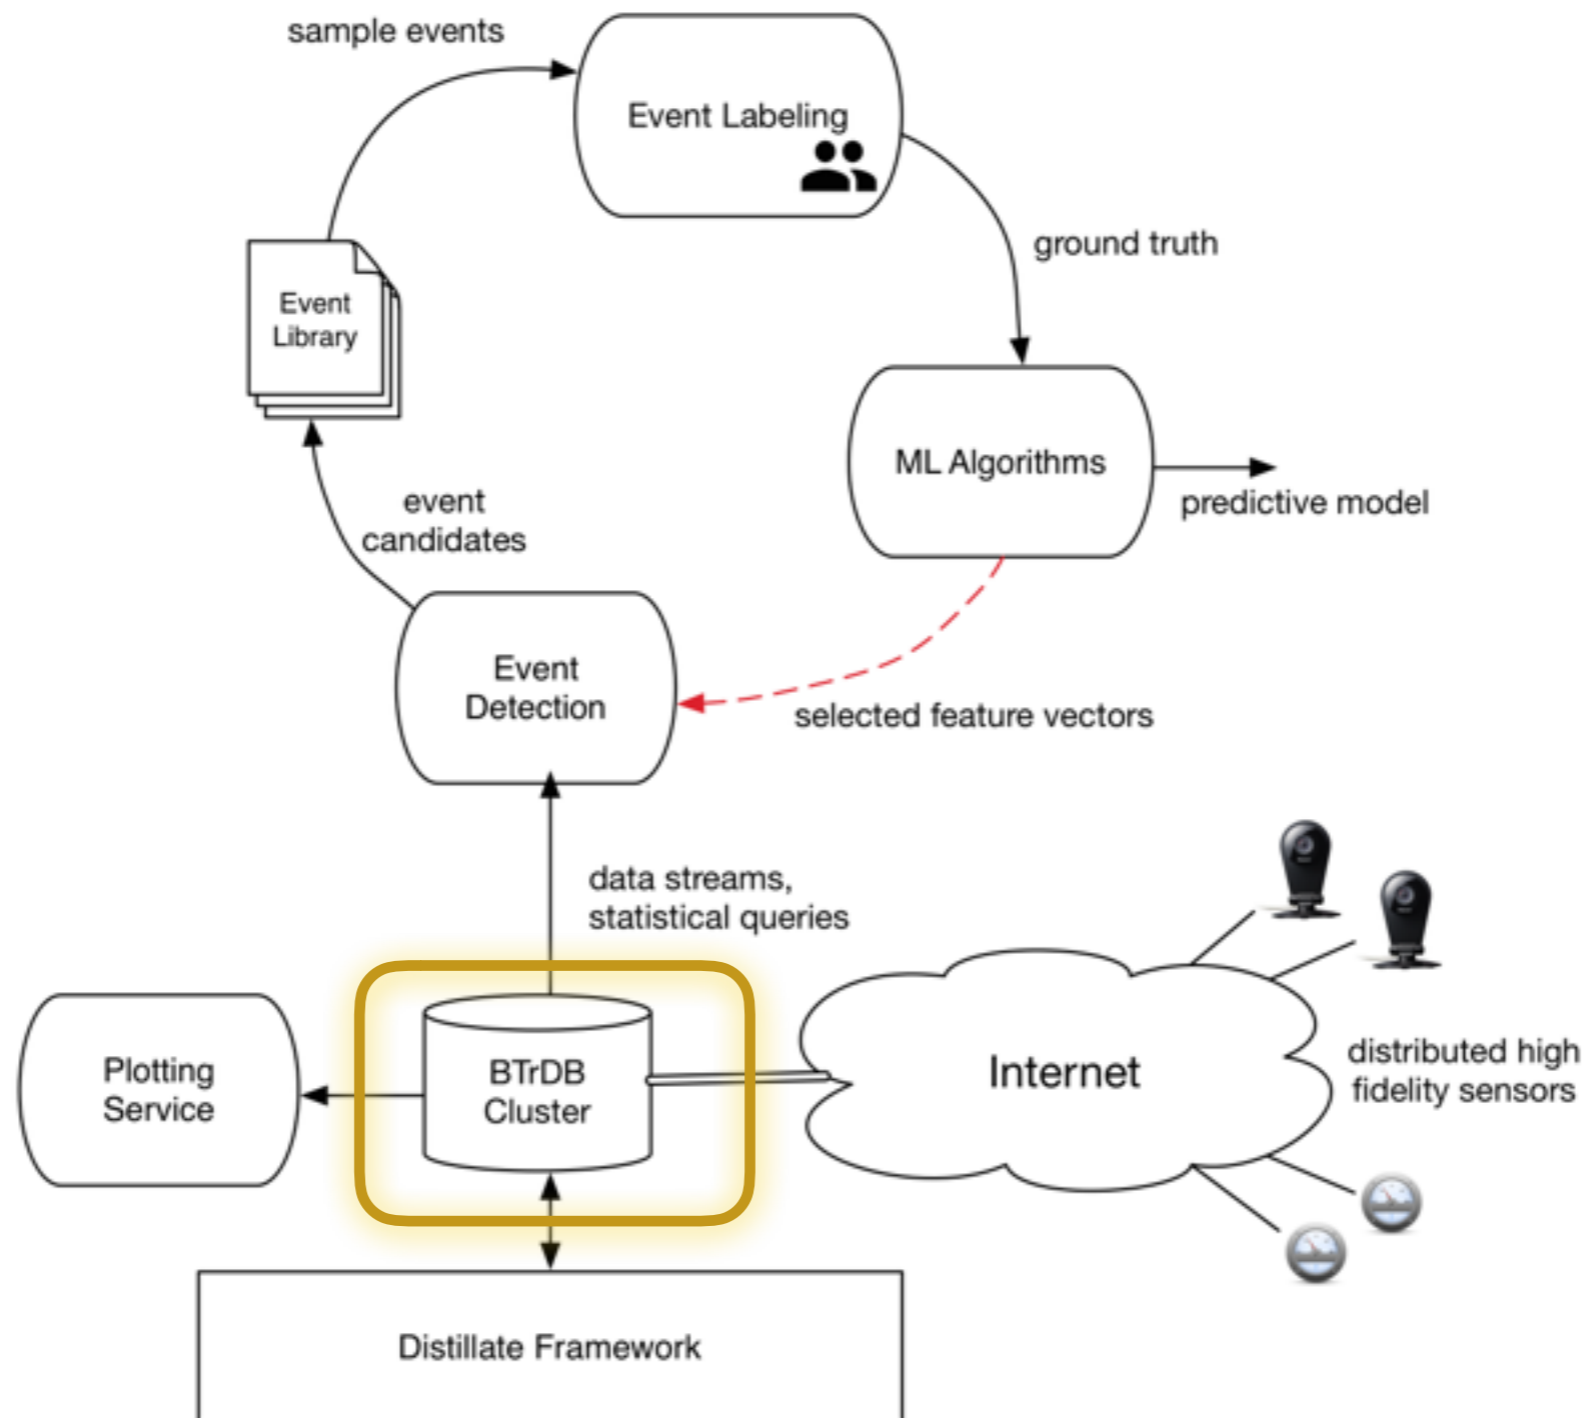 sample events
Event Labeling
ground truth
Event
Library
ML Algorithms
predictive model
event
candidates
Event
Detection
selected feature vectors
data streams,
statistical queries
Plotting
Service
BTrDB
Cluster
Internet
distributed high
fidelity sensors
Distillate Framework